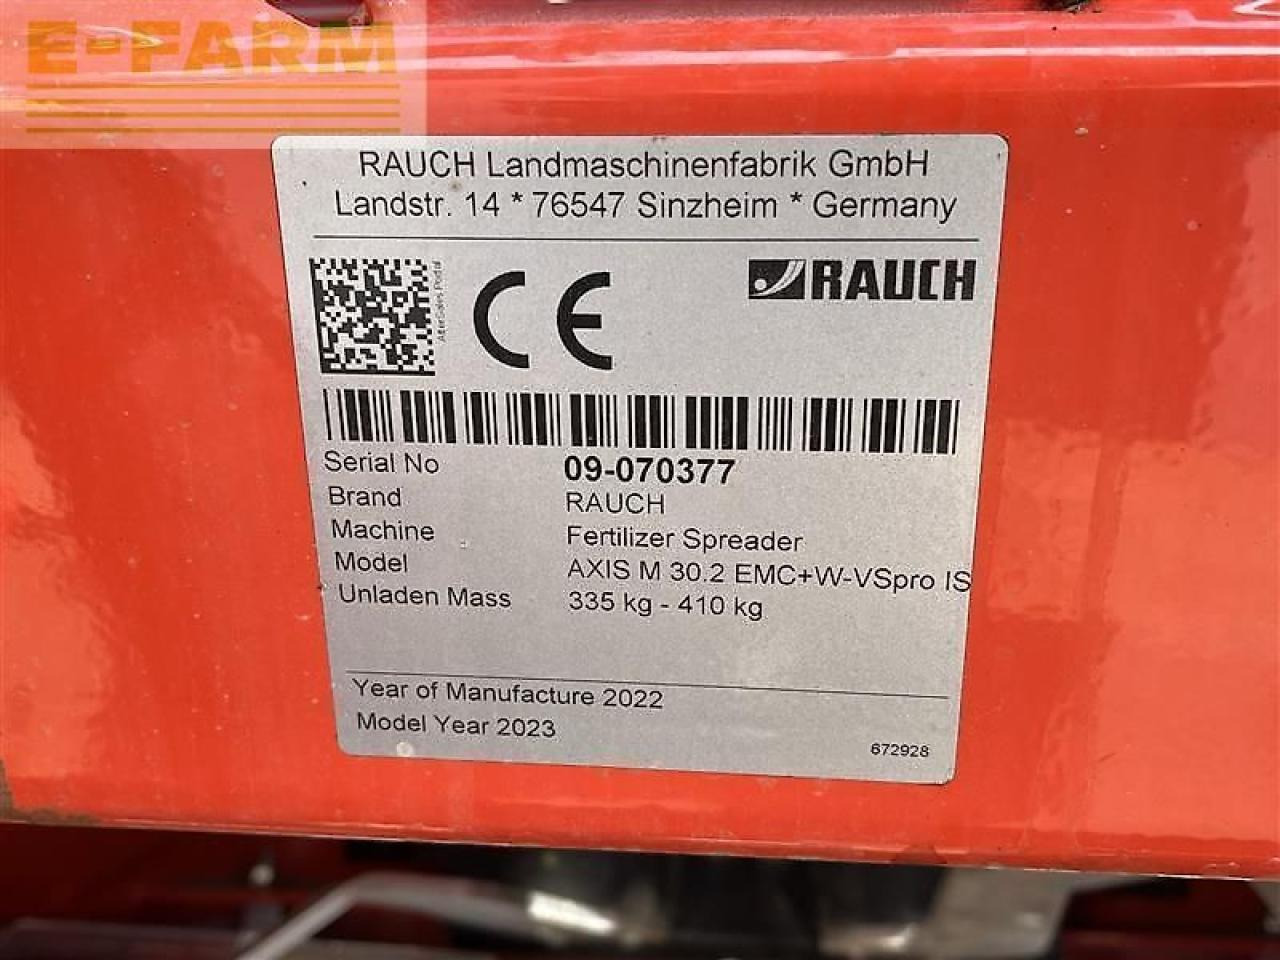 E-FARM
RAUCH Landmaschinenfabrik GmbH
Landstr. 14 * 76547 Sinzheim * Germany
AfterSales Portal
CE
RAUCH
Serial No 09-070377
Brand RAUCH
Machine Fertilizer Spreader
Model AXIS M 30.2 EMC+W-VSpro IS
Unladen Mass 335 kg - 410 kg
Year of Manufacture 2022
Model Year 2023
672928